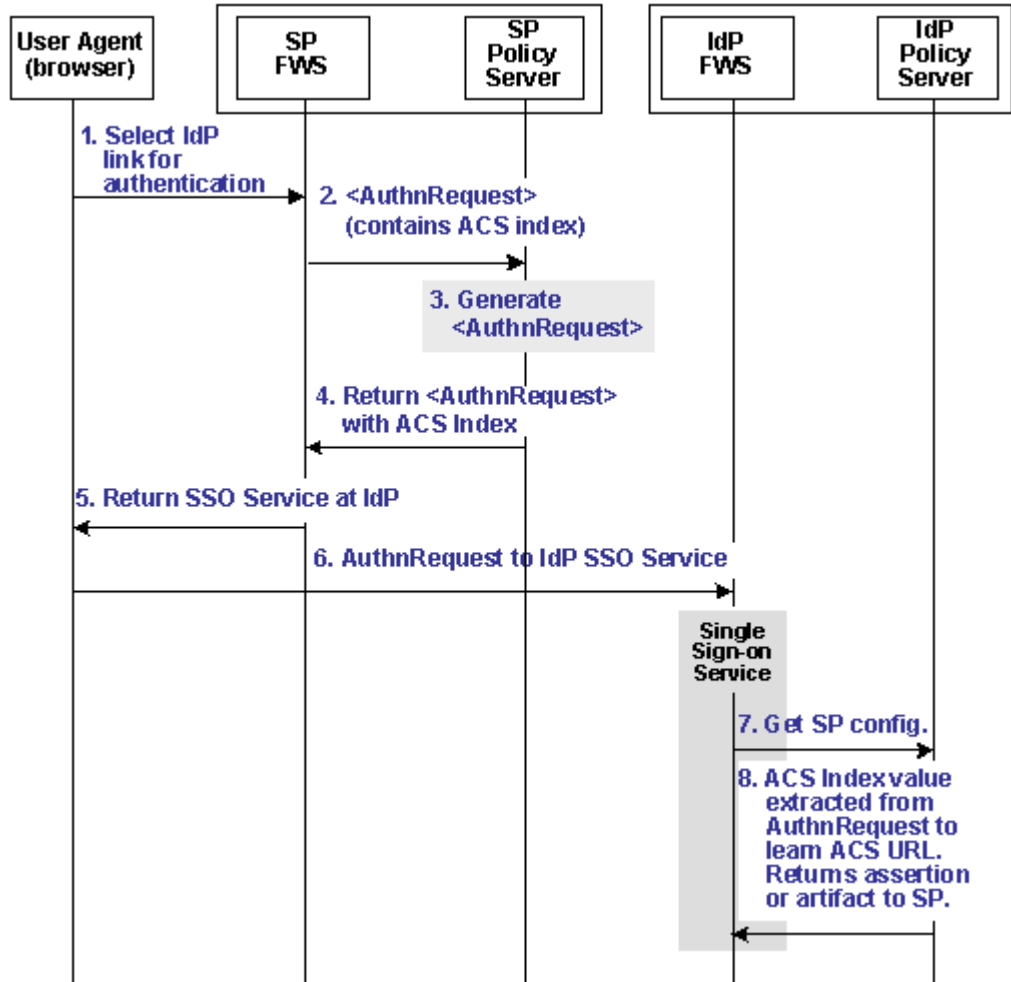 User Agent
(browser)
SP
FWS
SP
Policy
Server
IdP
FWS
IdP
Policy
Server
1. Select IdP
link for
authentication
2. <AuthnRequest>
(contains ACS index)
3. Generate
<AuthnRequest>
4. Return <AuthnRequest>
with ACS Index
5. Return SSO Service at IdP
6. AuthnRequest to IdP SSO Service
Single
Sign-on
Service
7. Get SP config.
8. ACS Index value
extracted from
AuthnRequest to
learn ACS URL.
Returns assertion
or artifact to SP.